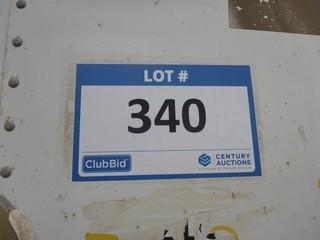 LOT #
340
ClubBid
CENTURY
AUCTIONS